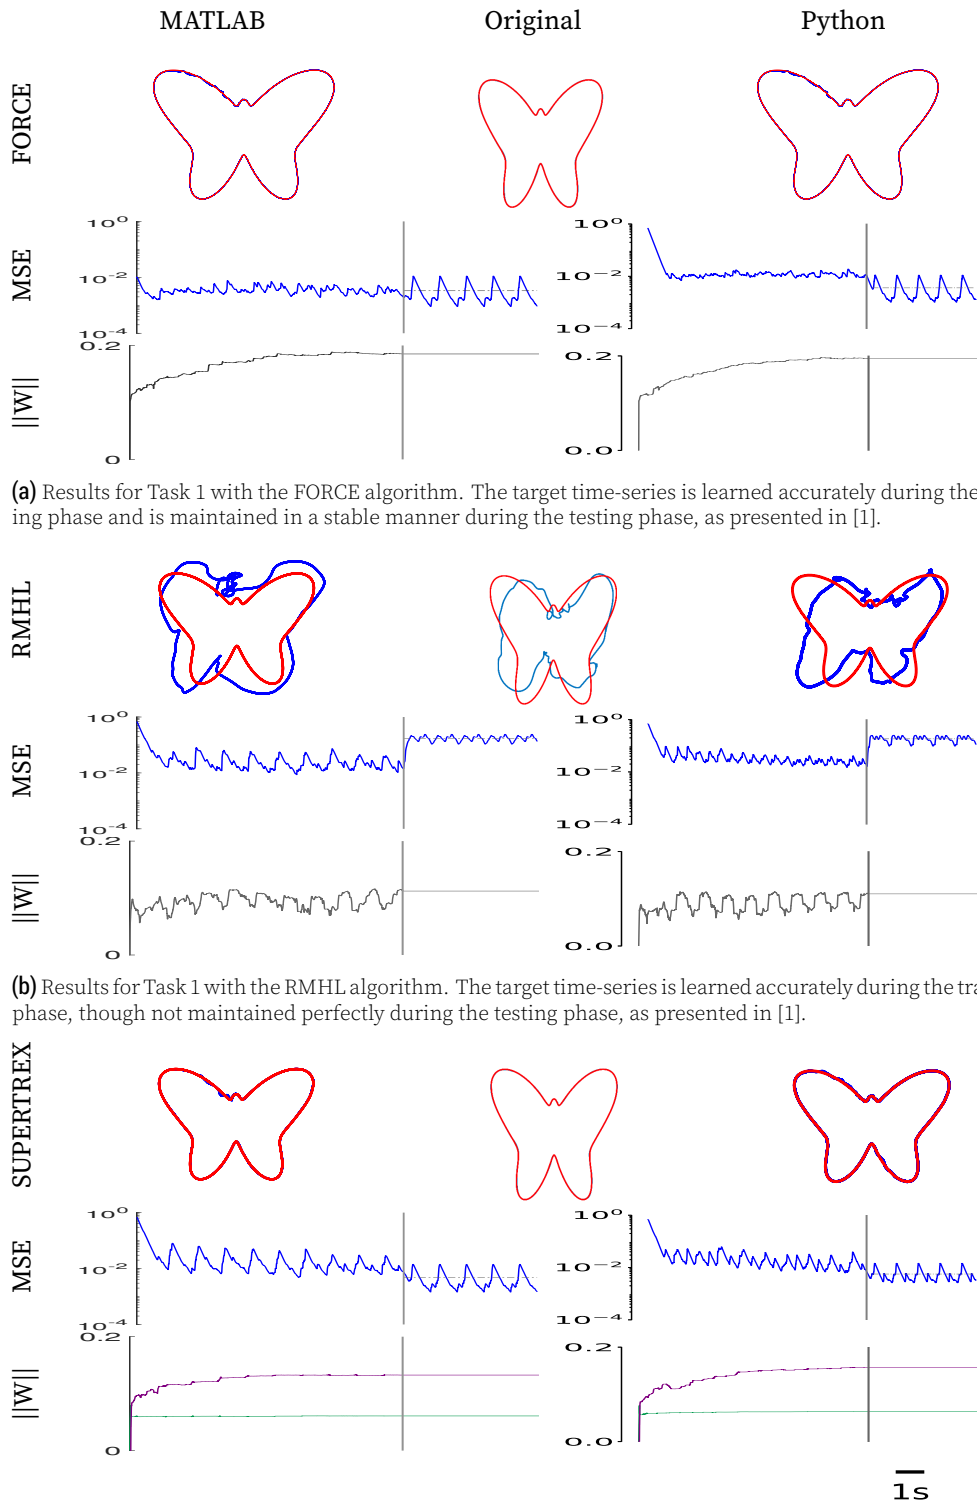 MATLAB Original Python
FORCE
MSE
10⁰
10⁻²
10⁻⁴
10⁰
10⁻²
10⁻⁴
||W||
0.2
0
0.2
0.0
(a) Results for Task 1 with the FORCE algorithm. The target time-series is learned accurately during the
ing phase and is maintained in a stable manner during the testing phase, as presented in [1].
RMHL
MSE
10⁰
10⁻²
10⁻⁴
10⁰
10⁻²
10⁻⁴
||W||
0.2
0
0.2
0.0
(b) Results for Task 1 with the RMHL algorithm. The target time-series is learned accurately during the tra
phase, though not maintained perfectly during the testing phase, as presented in [1].
SUPERTREX
MSE
10⁰
10⁻²
10⁻⁴
10⁰
10⁻²
10⁻⁴
||W||
0.2
0
0.2
0.0
1s